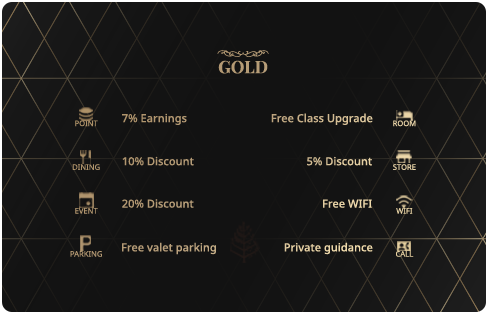 GOLD
POINT 7% Earnings
Free Class Upgrade ROOM
DINING 10% Discount
5% Discount STORE
EVENT 20% Discount
Free WIFI WIFI
PARKING Free valet parking
Private guidance CALL